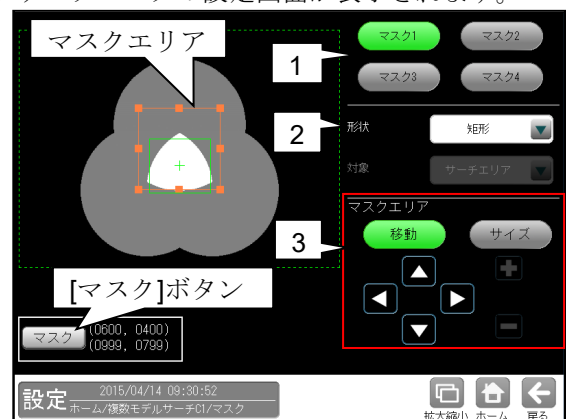 マスクエリア
マスク1
マスク2
1
マスク3
マスク4
2
形状
矩形
対象
サーチエリア
マスクエリア
3
移動
サイズ
[マスク]ボタン
マスク
(0600, 0400)
(0999, 0799)
設定
2015/04/14 09:30:52
ホーム/複数モデルサーチC1/マスク
拡大縮小
ホーム
戻る